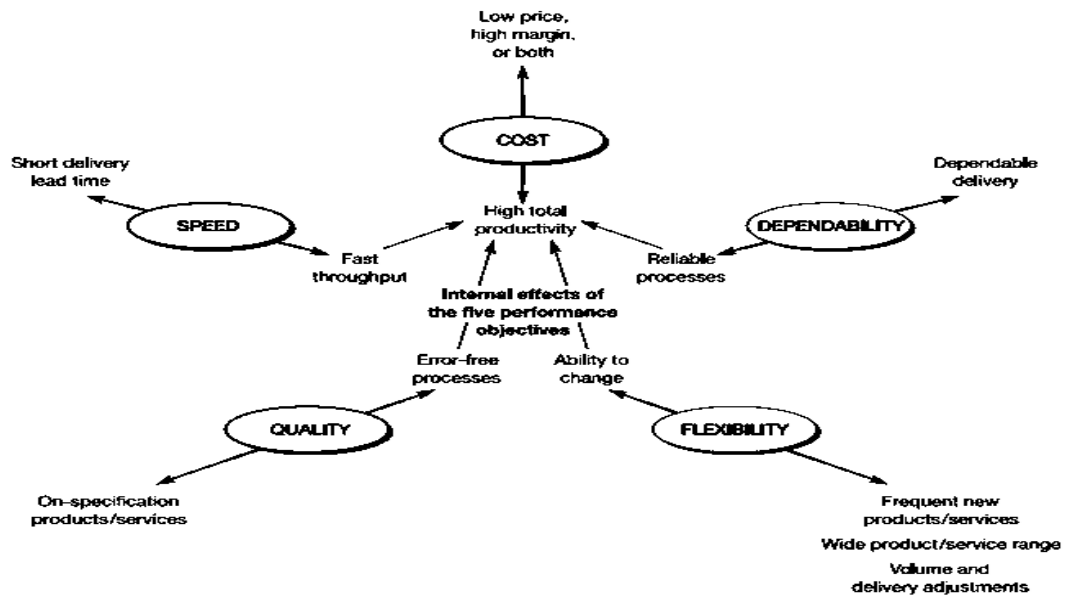 Low price,
high margin,
or both
COST
Short delivery
lead time
Dependable
delivery
SPEED
High total
productivity
DEPENDABILITY
Fast
throughput
Reliable
processes
Internal effects of
the five performance
objectives
Error-free
processes
Ability to
change
QUALITY
FLEXIBILITY
On-specification
products/services
Frequent new
products/services
Wide product/service range
Volume and
delivery adjustments